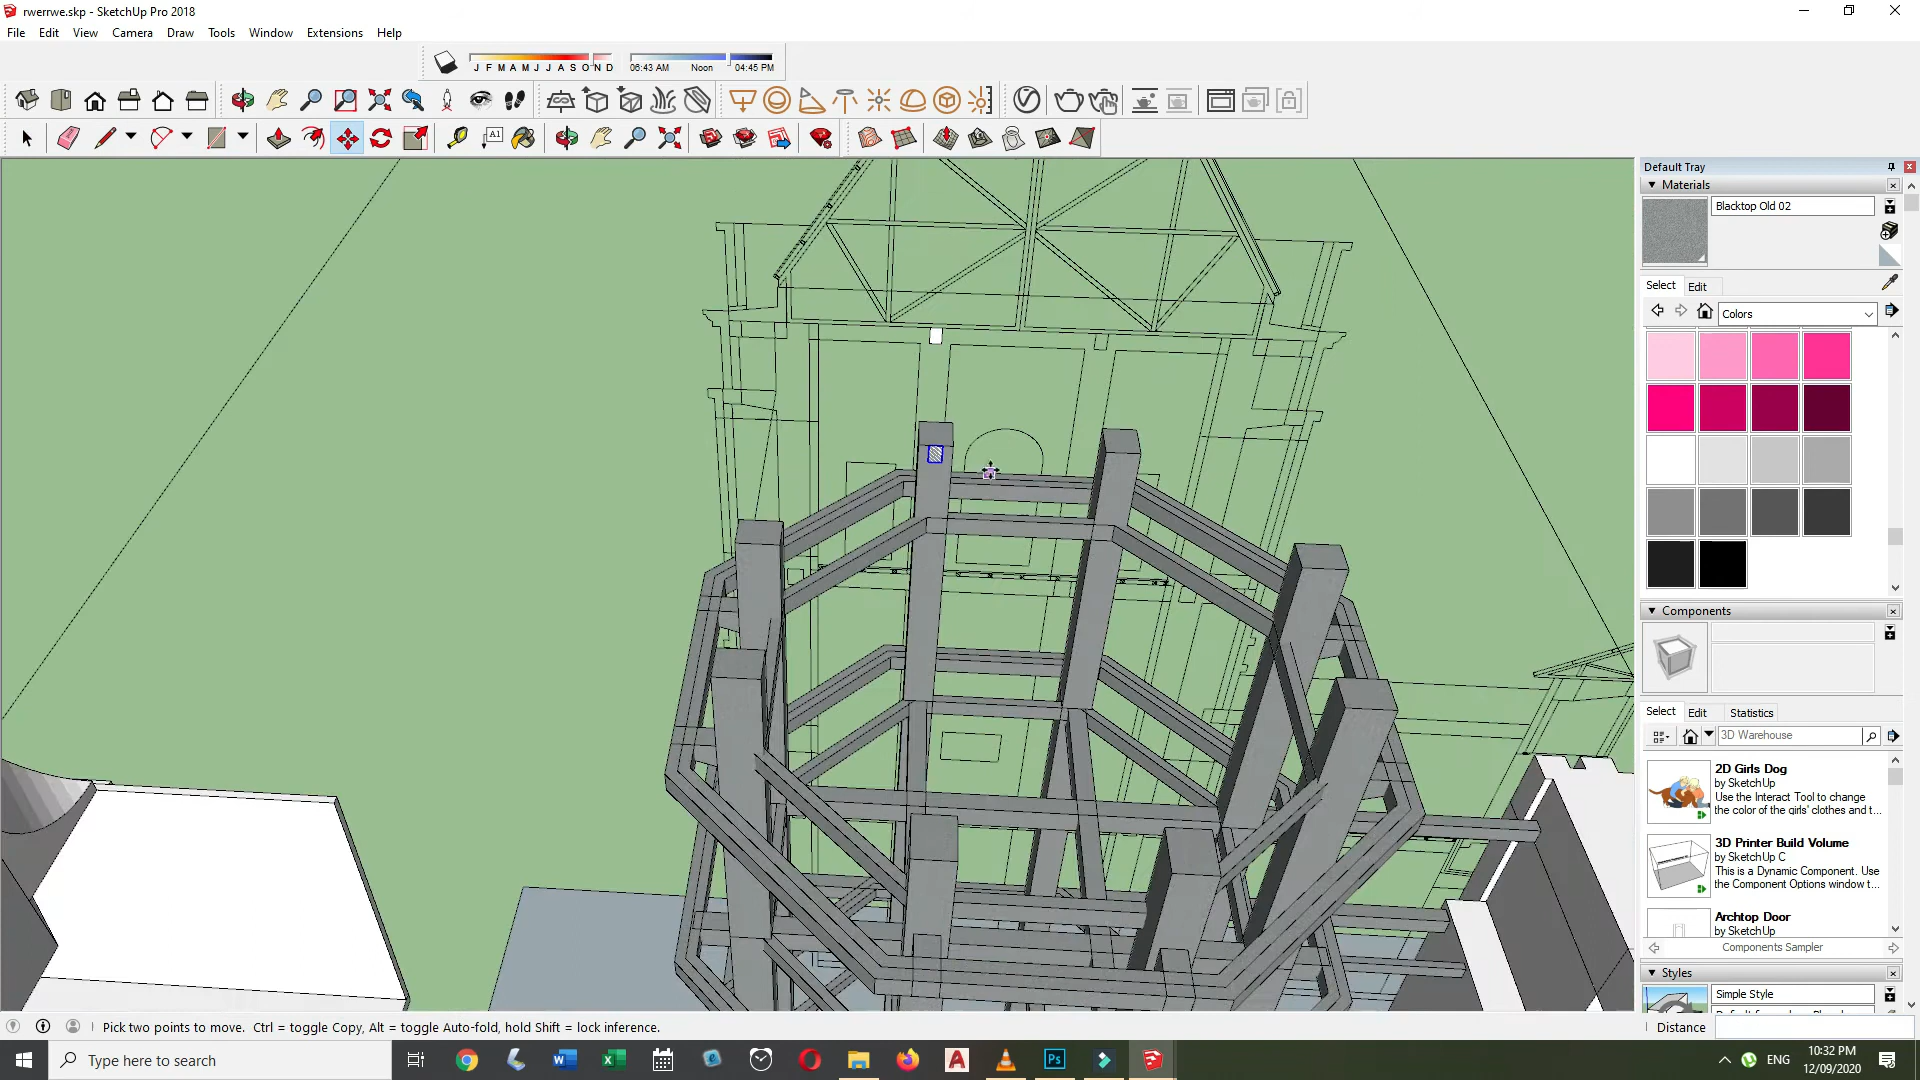 rwerrwe.skp - SketchUp Pro 2018
File Edit View Camera Draw Tools Window Extensions Help
J F M A M J J A S O N D
06:43 AM Noon 04:45 PM
A1
Default Tray
Materials
Blacktop Old 02
Select Edit
Colors
Components
Select Edit Statistics
3D Warehouse
2D Girls Dog
by SketchUp
Use the Interact Tool to change
the color of the girls' clothes and t...
3D Printer Build Volume
by SketchUp C
This is a Dynamic Component. Use
the Component Options window t...
Archtop Door
by SketchUp
Components Sampler
Styles
Simple Style
Pick two points to move. Ctrl = toggle Copy, Alt = toggle Auto-fold, hold Shift = lock inference.
Distance
Type here to search
ENG
10:32 PM
12/09/2020